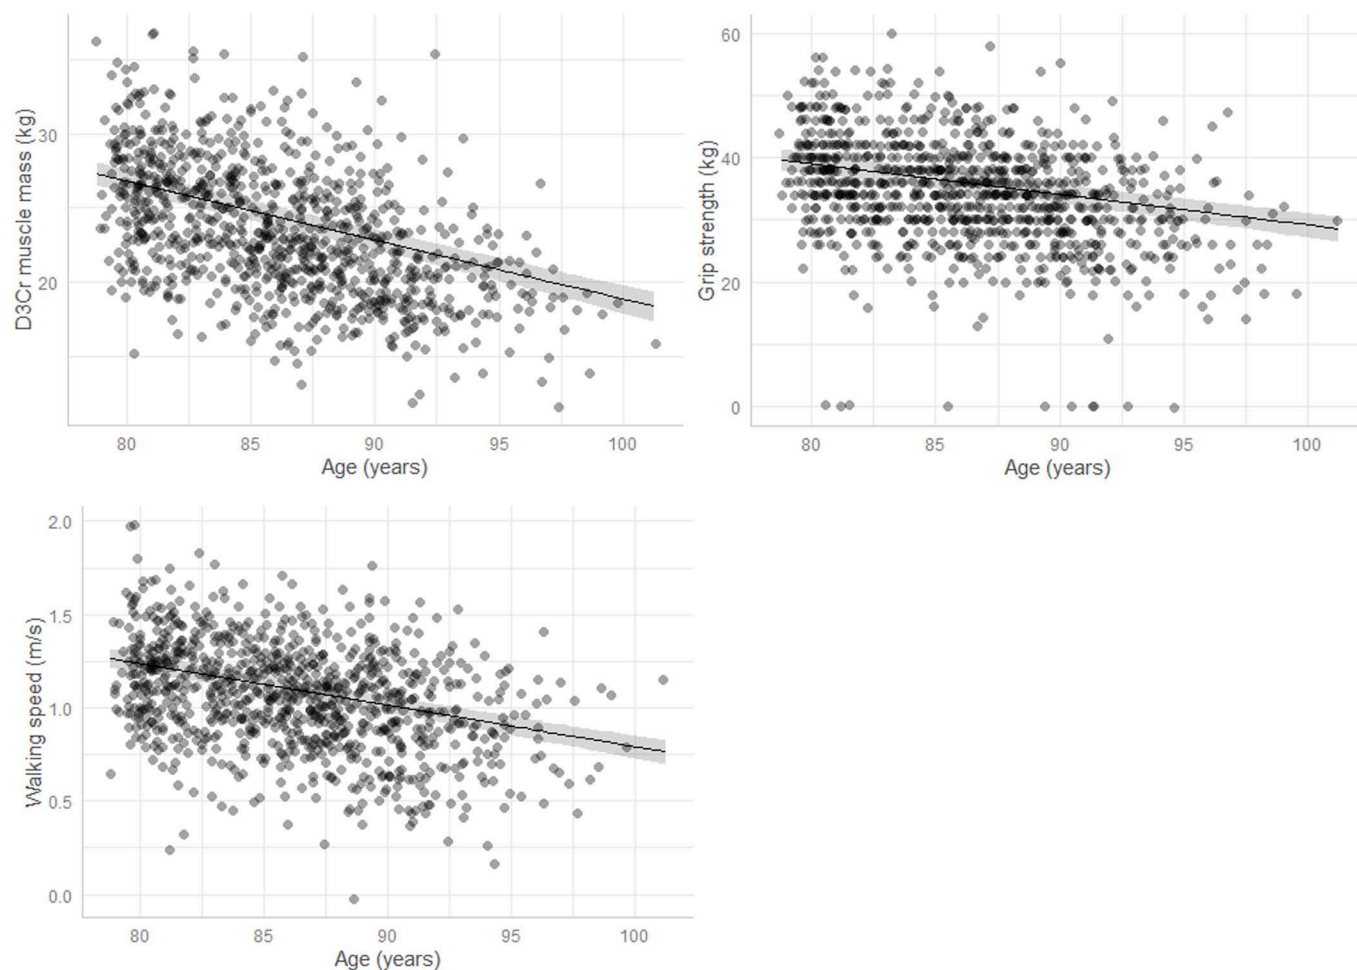 D3Cr muscle mass (kg)
30
20
80 85 90 95 100
Age (years)
Grip strength (kg)
60
40
20
0
80 85 90 95 100
Age (years)
Walking speed (m/s)
2.0
1.5
1.0
0.5
0.0
80 85 90 95 100
Age (years)